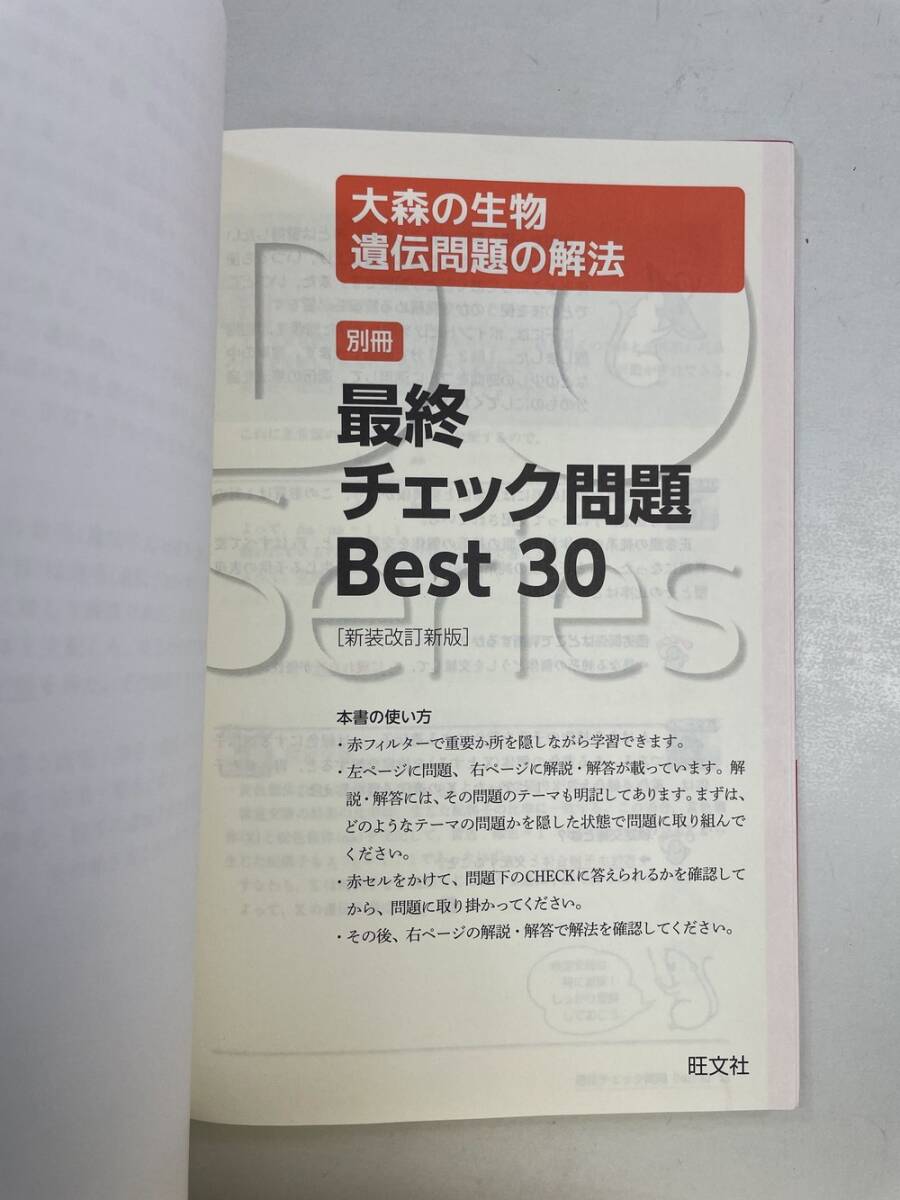 大森の生物
遺伝問題の解法
別冊
最終
チェック問題
Best 30
[新装改訂新版]
DO
series
本書の使い方
・赤フィルターで重要か所を隠しながら学習できます。
・左ページに問題、右ページに解説・解答が載っています。解
説・解答には、その問題のテーマも明記してあります。まずは、
どのようなテーマの問題かを隠した状態で問題に取り組んで
ください。
・赤セルをかけて、問題下のCHECKに答えられるかを確認して
から、問題に取り掛かってください。
・その後、右ページの解説・解答で解法を確認してください。
旺文社